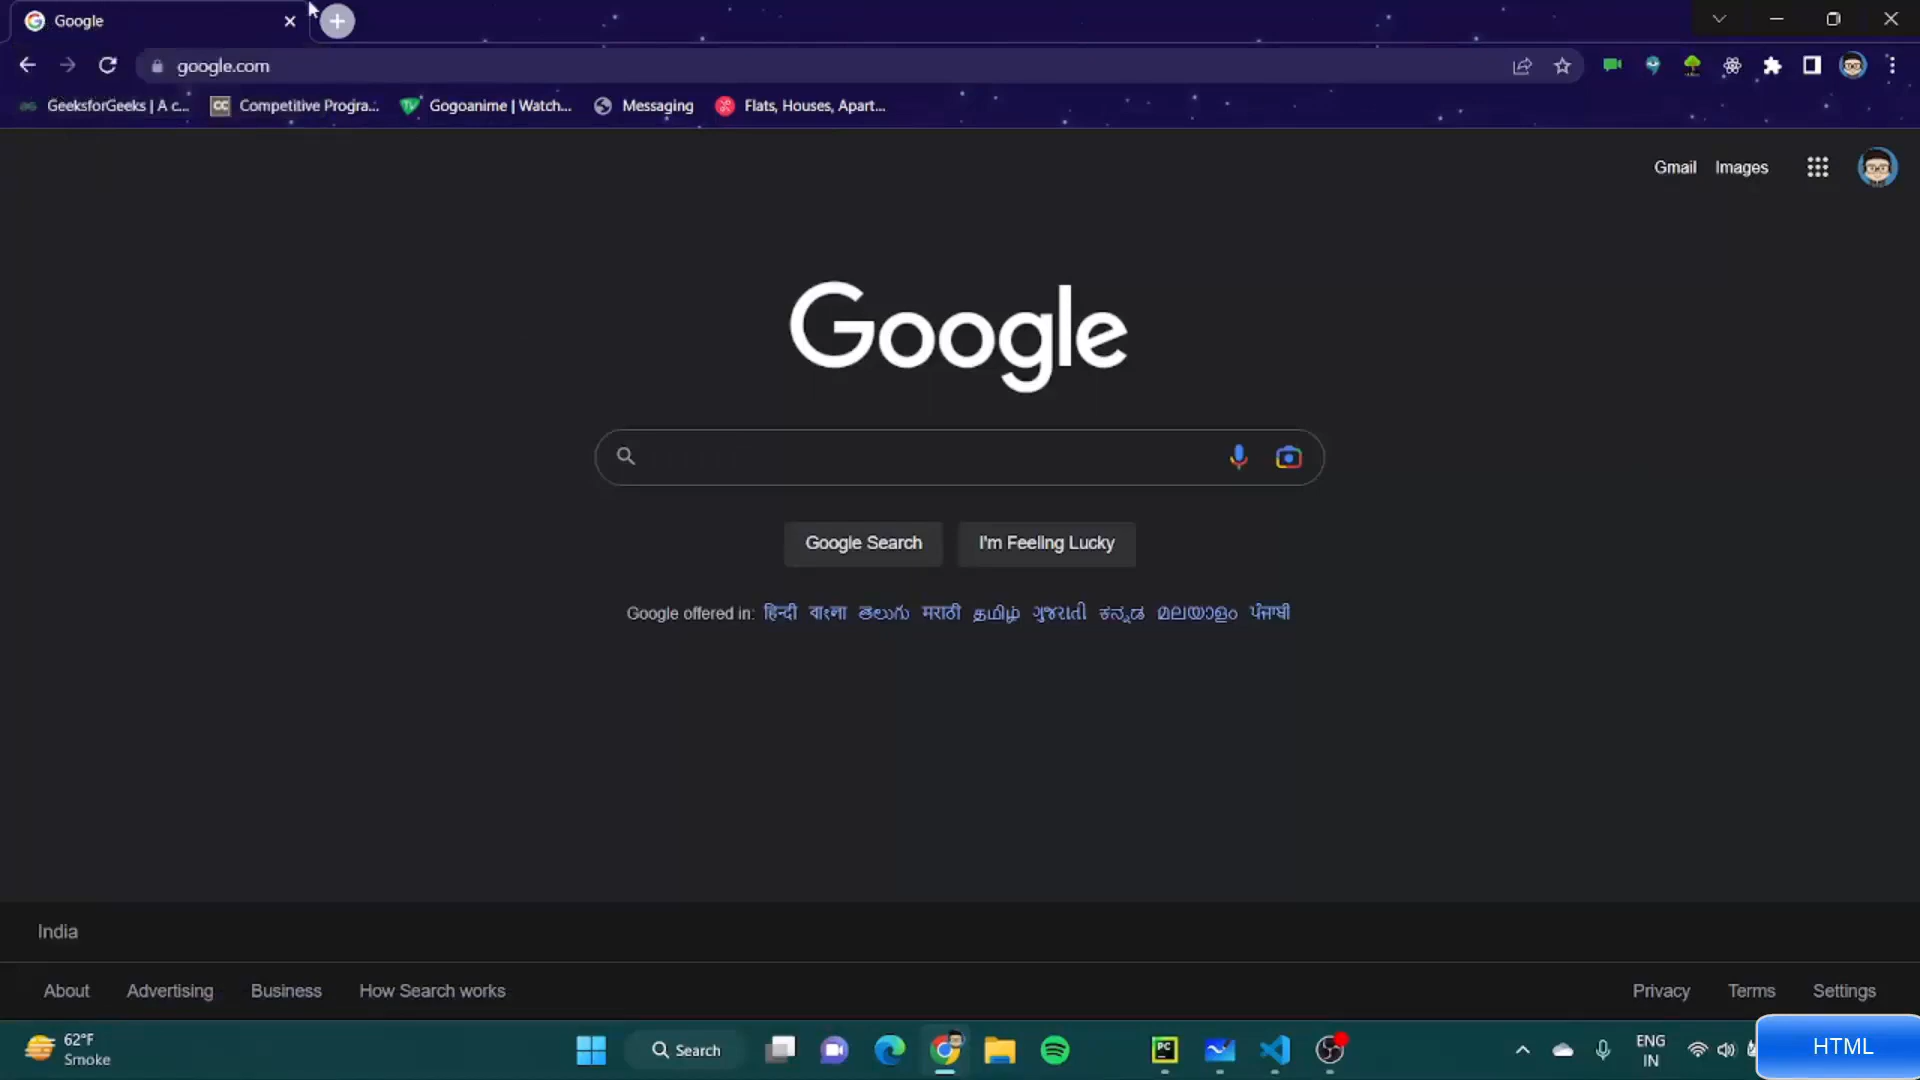 Google
google.com
GeeksforGeeks | A c...
Competitive Progra...
Gogoanime | Watch...
Messaging
Flats, Houses, Apart...
Gmail
Images
Google
Google Search
I'm Feeling Lucky
Google offered in: हिन्दी বাংলা తెలుగు मराठी தமிழ் ગુજરાતી ಕನ್ನಡ മലയാളം ਪੰਜਾਬੀ
India
About
Advertising
Business
How Search works
Privacy
Terms
Settings
62°F
Smoke
Search
PC
ENG
IN
HTML